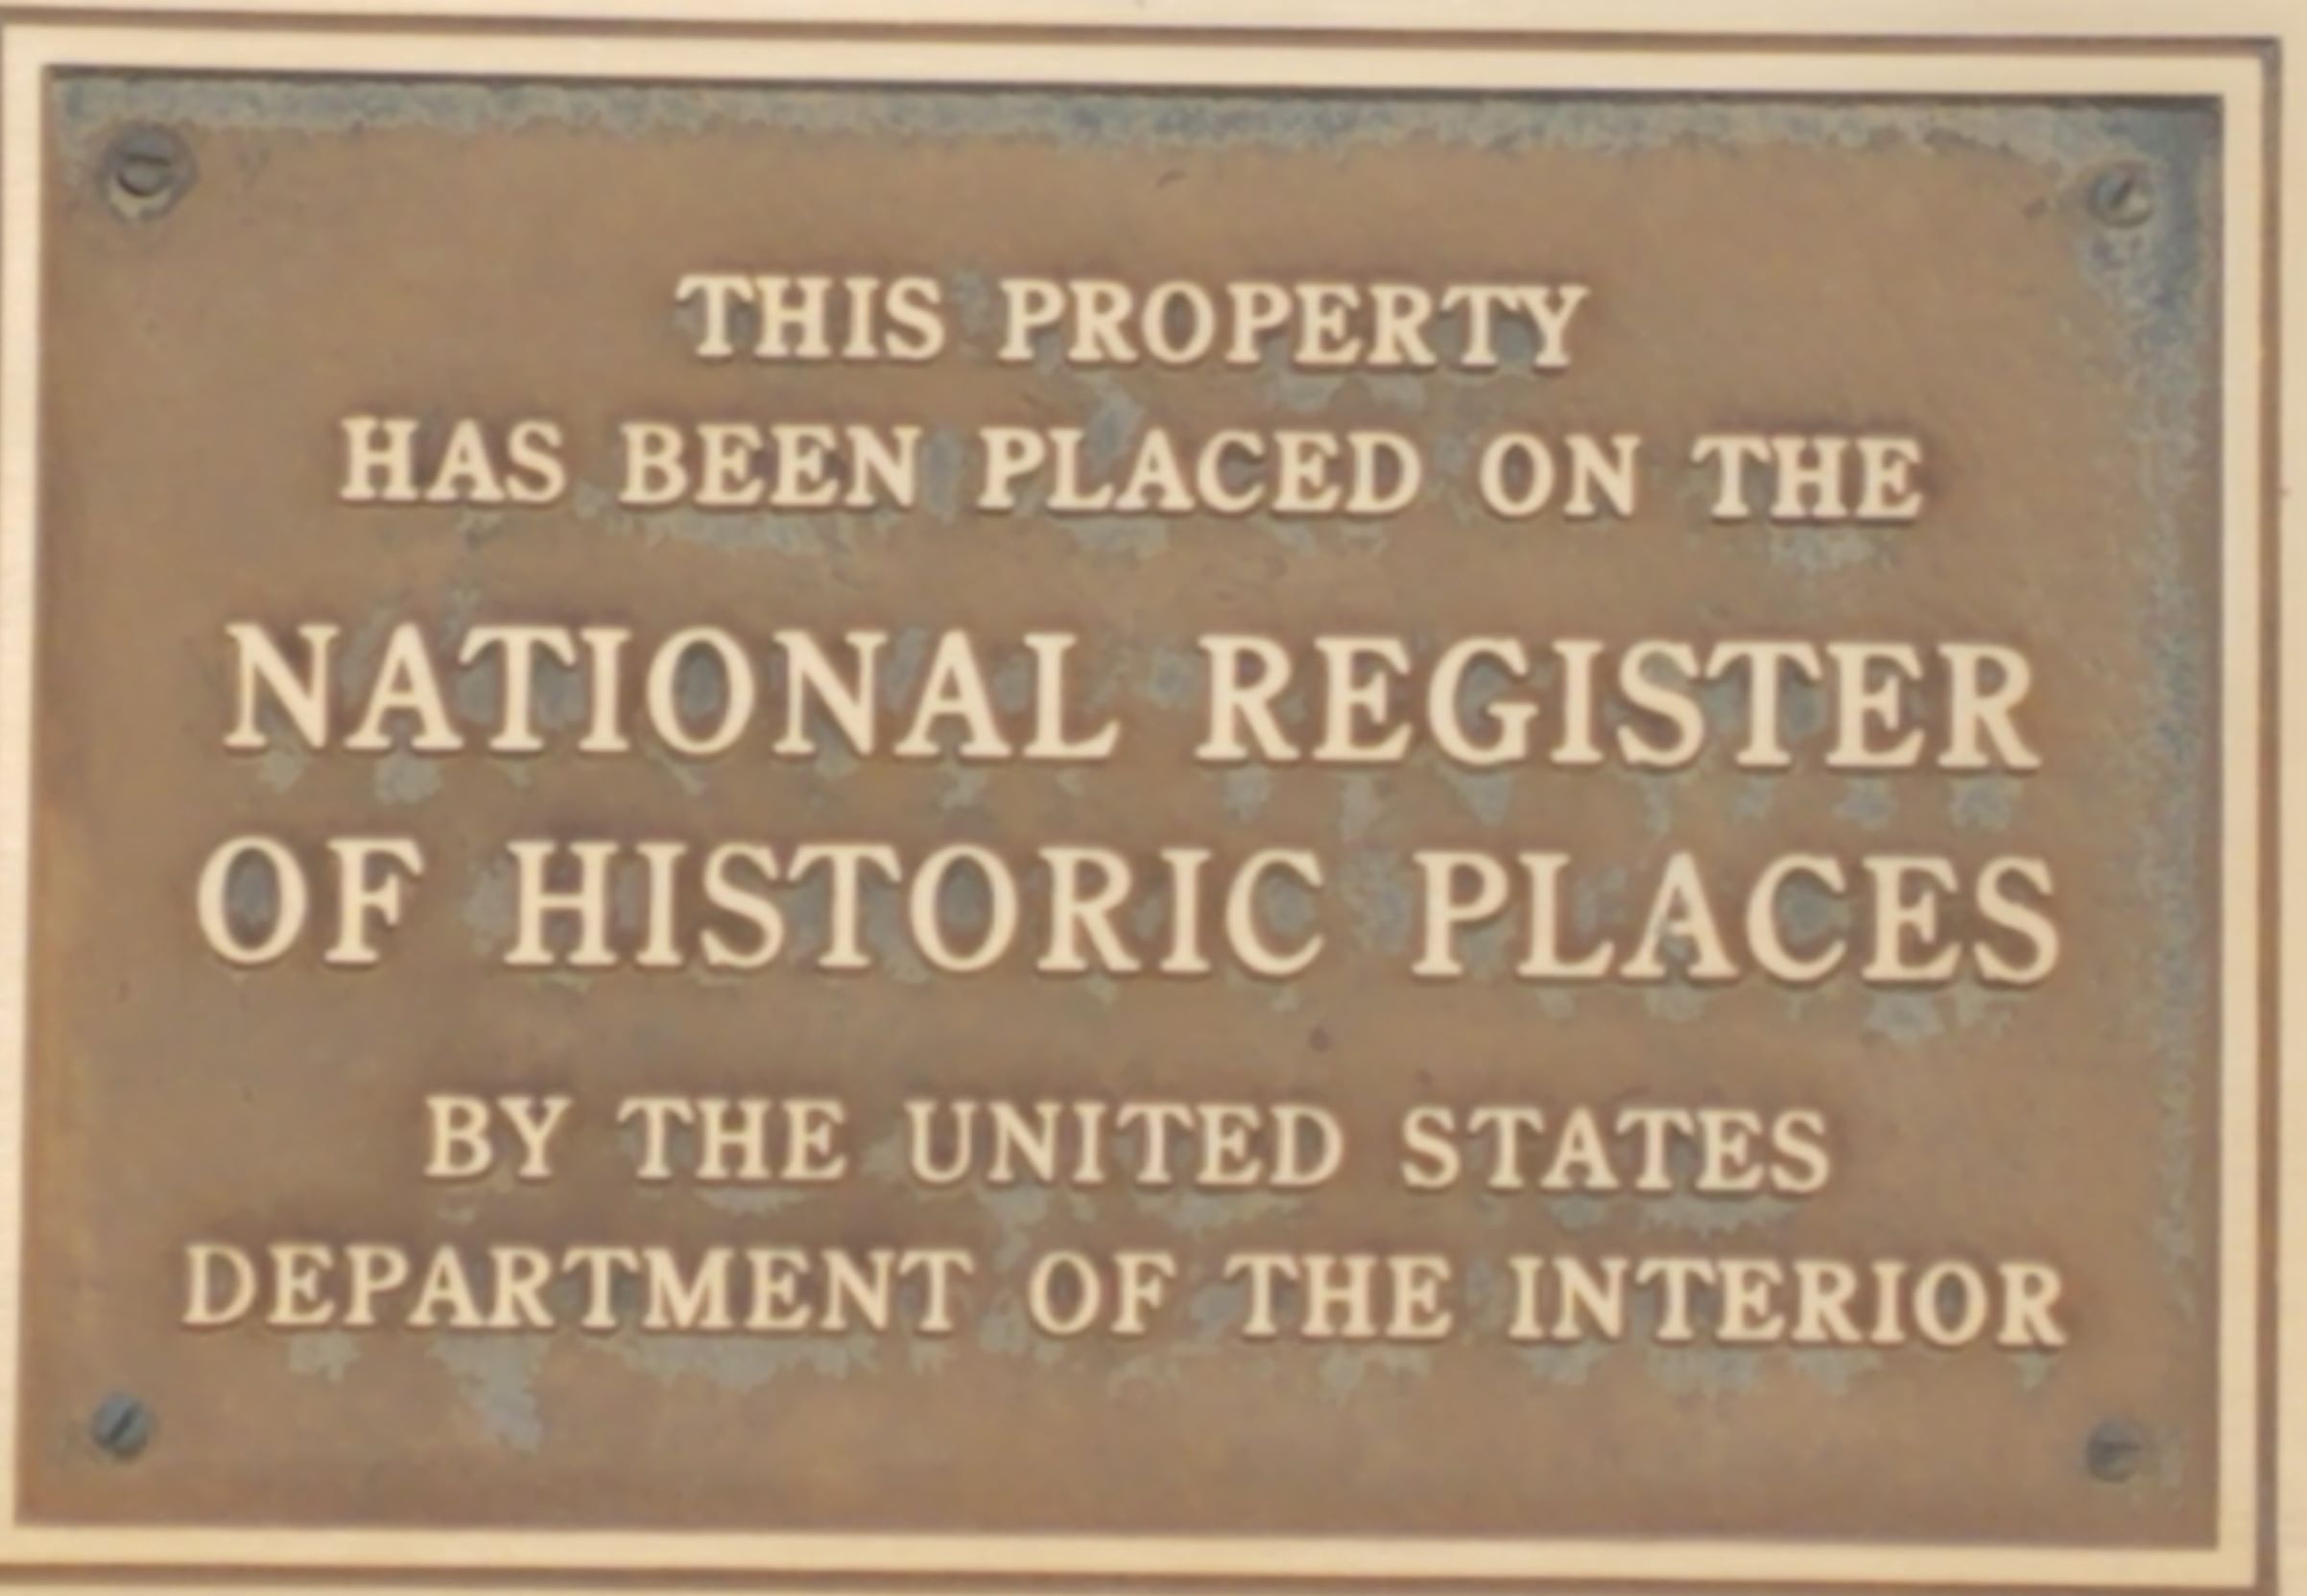 THIS PROPERTY
HAS BEEN PLACED ON THE
NATIONAL REGISTER
OF HISTORIC PLACES
BY THE UNITED STATES
DEPARTMENT OF THE INTERIOR